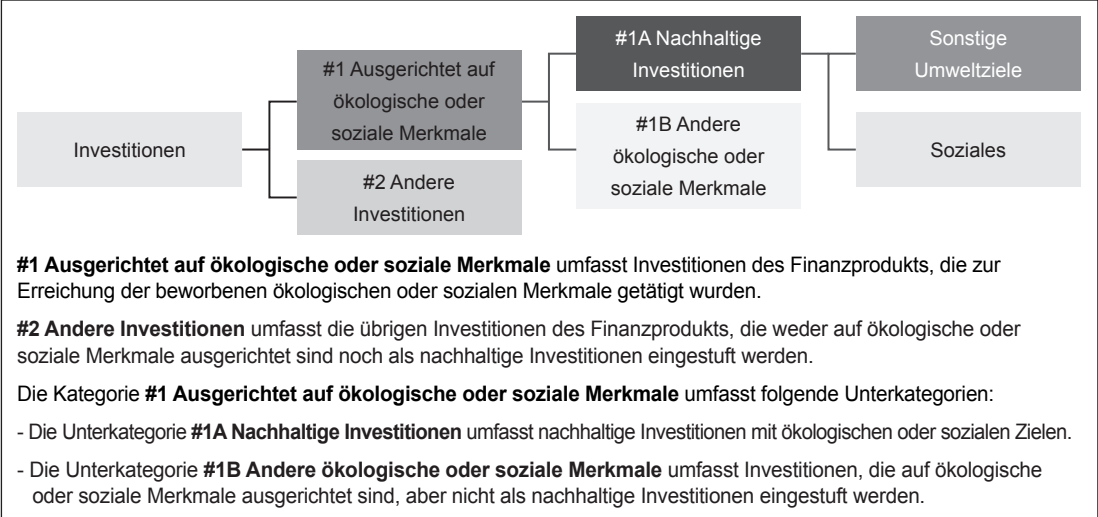 Investitionen
#1 Ausgerichtet auf
ökologische oder
soziale Merkmale
#2 Andere
Investitionen
#1A Nachhaltige
Investitionen
#1B Andere
ökologische oder
soziale Merkmale
Sonstige
Umweltziele
Soziales
#1 Ausgerichtet auf ökologische oder soziale Merkmale umfasst Investitionen des Finanzprodukts, die zur
Erreichung der beworbenen ökologischen oder sozialen Merkmale getätigt wurden.
#2 Andere Investitionen umfasst die übrigen Investitionen des Finanzprodukts, die weder auf ökologische oder
soziale Merkmale ausgerichtet sind noch als nachhaltige Investitionen eingestuft werden.
Die Kategorie #1 Ausgerichtet auf ökologische oder soziale Merkmale umfasst folgende Unterkategorien:
- Die Unterkategorie #1A Nachhaltige Investitionen umfasst nachhaltige Investitionen mit ökologischen oder sozialen Zielen.
- Die Unterkategorie #1B Andere ökologische oder soziale Merkmale umfasst Investitionen, die auf ökologische
oder soziale Merkmale ausgerichtet sind, aber nicht als nachhaltige Investitionen eingestuft werden.